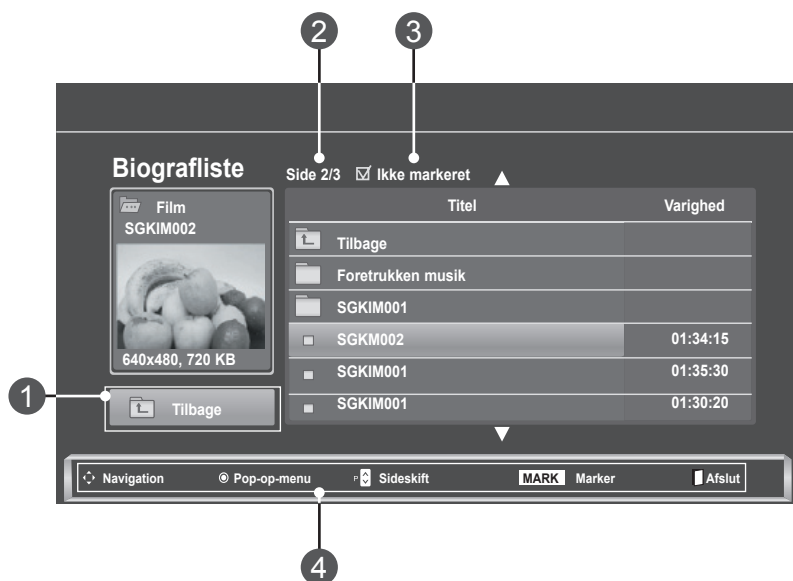 2 3
Biografliste
Side 2/3 Ikke markeret
Film
SGKIM002
640x480, 720 KB
1
Tilbage
Titel Varighed
Tilbage
Foretrukken musik
SGKIM001
SGKM002 01:34:15
SGKIM001 01:35:30
SGKIM001 01:30:20
Navigation Pop-op-menu P Sideskift MARK Marker Afslut
4